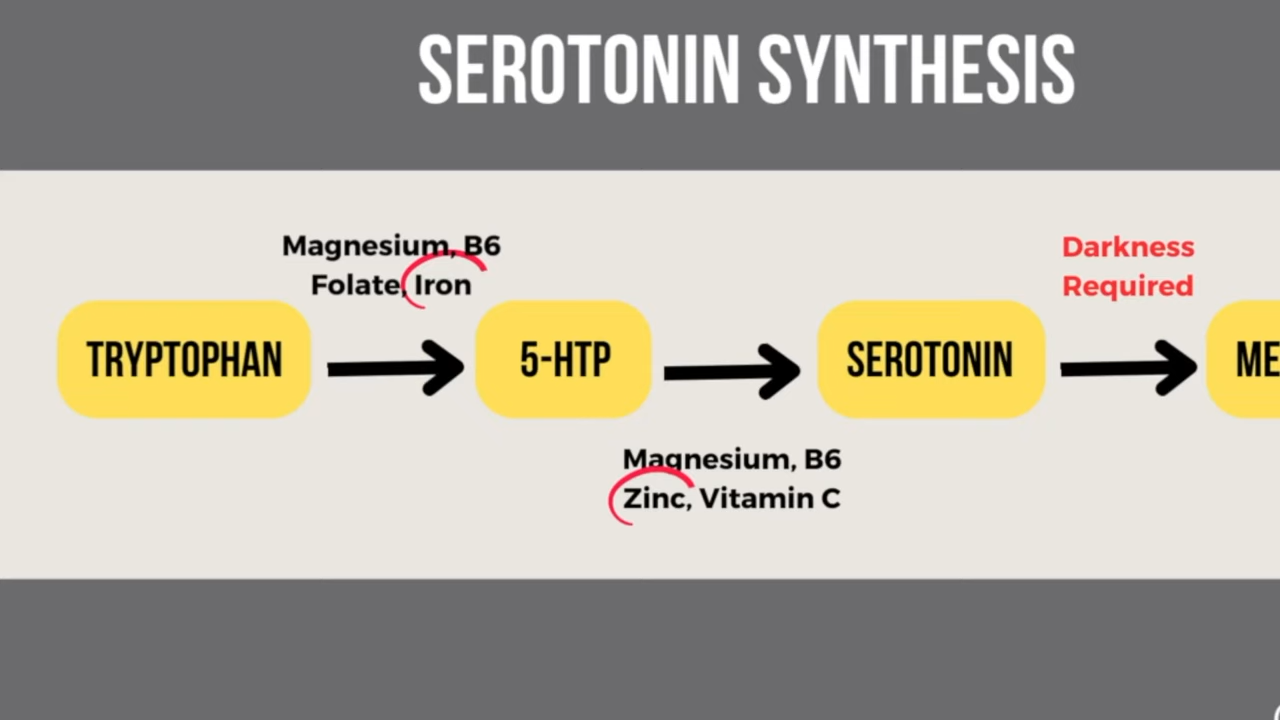 SEROTONIN SYNTHESIS
Magnesium, B6
Folate, Iron
Darkness
Required
TRYPTOPHAN
5-HTP
SEROTONIN
ME
Magnesium, B6
Zinc, Vitamin C